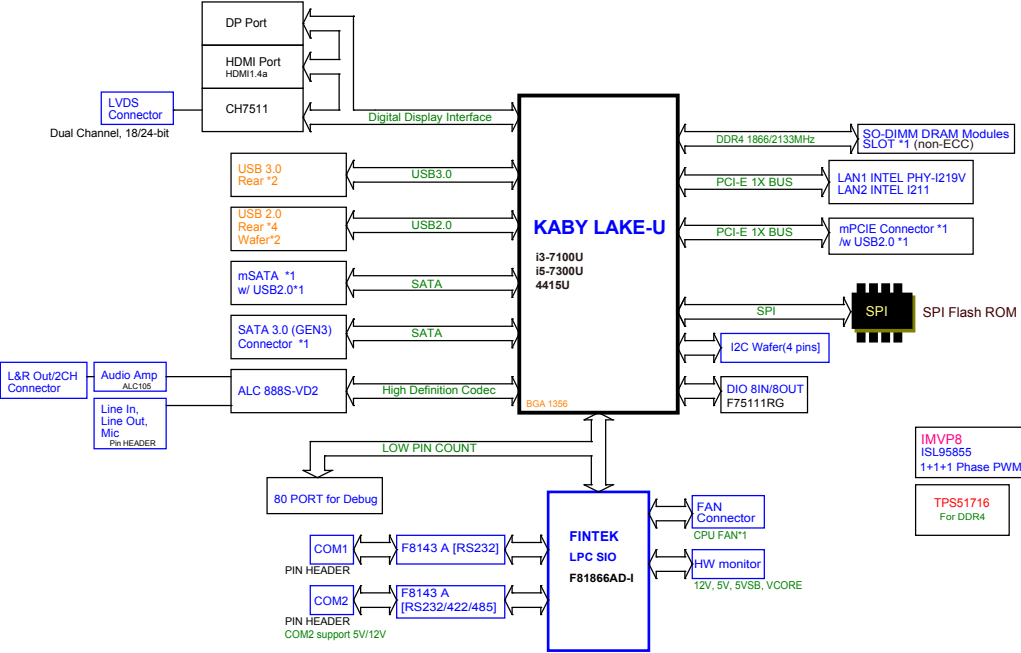 DP Port
HDMI Port
HDMI1.4a
LVDS
Connector
CH7511
Dual Channel, 18/24-bit
Digital Display Interface
USB 3.0
Rear *2
USB3.0
USB 2.0
Rear *4
Wafer*2
USB2.0
mSATA *1
w/ USB2.0*1
SATA
SATA 3.0 (GEN3)
Connector *1
SATA
L&R Out/2CH
Connector
Audio Amp
ALC105
ALC 888S-VD2
High Definition Codec
Line In,
Line Out,
Mic
Pin HEADER
KABY LAKE-U
i3-7100U
i5-7300U
4415U
BGA 1356
DDR4 1866/2133MHz
SO-DIMM DRAM Modules
SLOT *1 (non-ECC)
PCI-E 1X BUS
LAN1 INTEL PHY-I219V
LAN2 INTEL I211
PCI-E 1X BUS
mPCIE Connector *1
/w USB2.0 *1
SPI
SPI
SPI Flash ROM
I2C Wafer(4 pins]
DIO 8IN/8OUT
F75111RG
LOW PIN COUNT
80 PORT for Debug
IMVP8
ISL95855
1+1+1 Phase PWM
TPS51716
For DDR4
FINTEK
LPC SIO
F81866AD-I
FAN
Connector
CPU FAN*1
HW monitor
12V, 5V, 5VSB, VCORE
COM1
PIN HEADER
F8143 A [RS232]
COM2
PIN HEADER
COM2 support 5V/12V
F8143 A
[RS232/422/485]